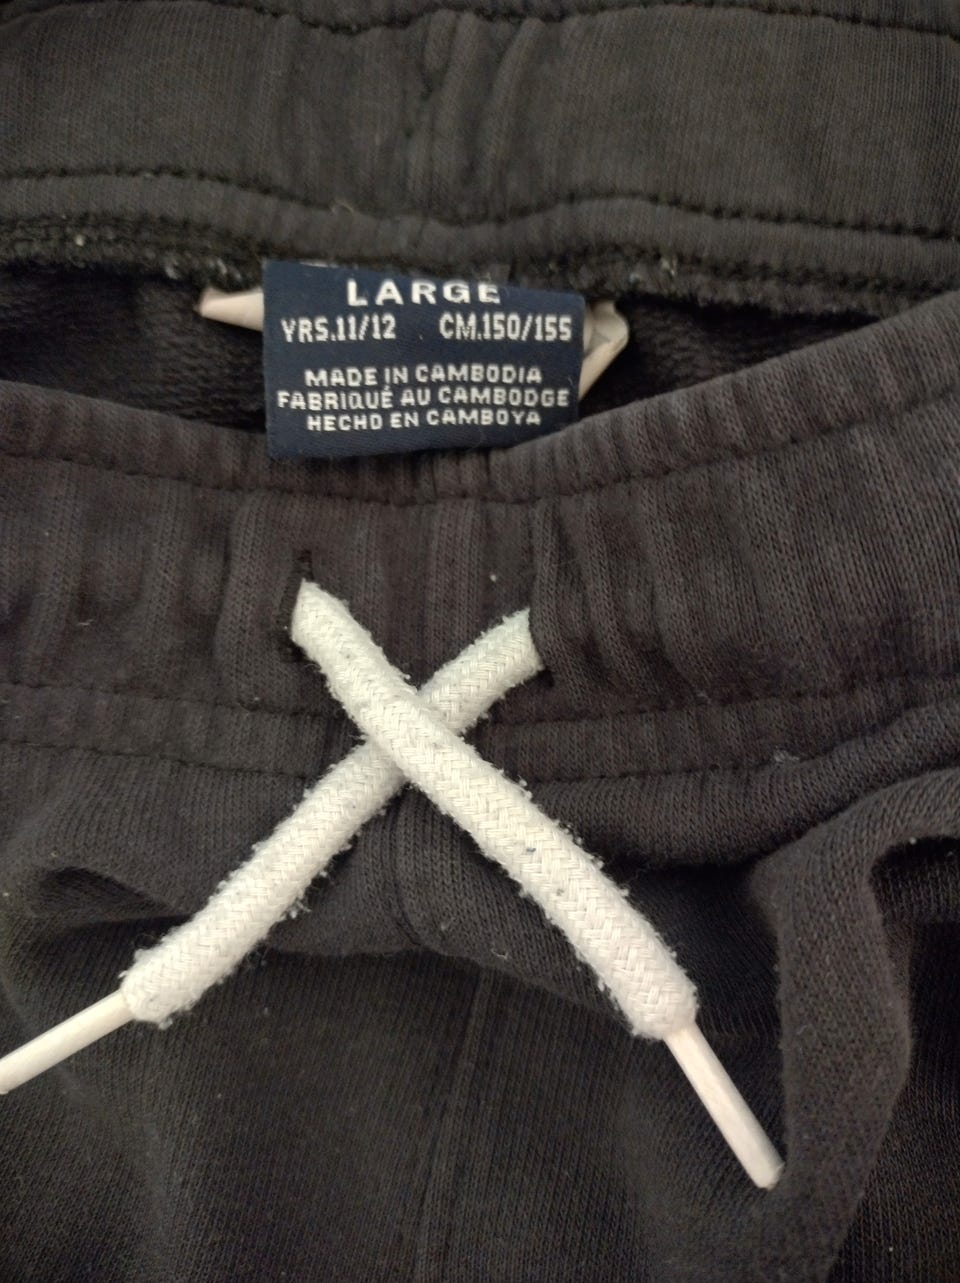 LARGE
YRS.11/12 CM.150/155
MADE IN CAMBODIA
FABRIQUÉ AU CAMBODGE
HECHO EN CAMBOYA